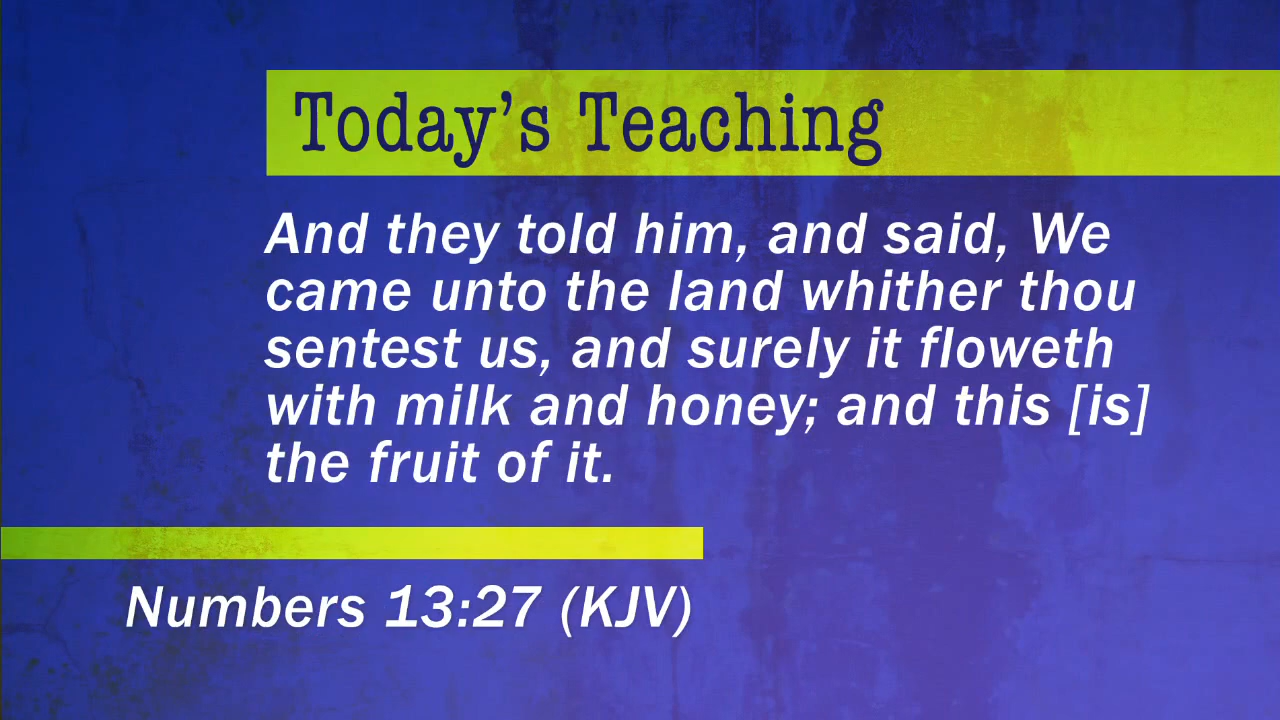 Today's Teaching
And they told him, and said, We
came unto the land whither thou
sentest us, and surely it floweth
with milk and honey; and this [is]
the fruit of it.
Numbers 13:27 (KJV)